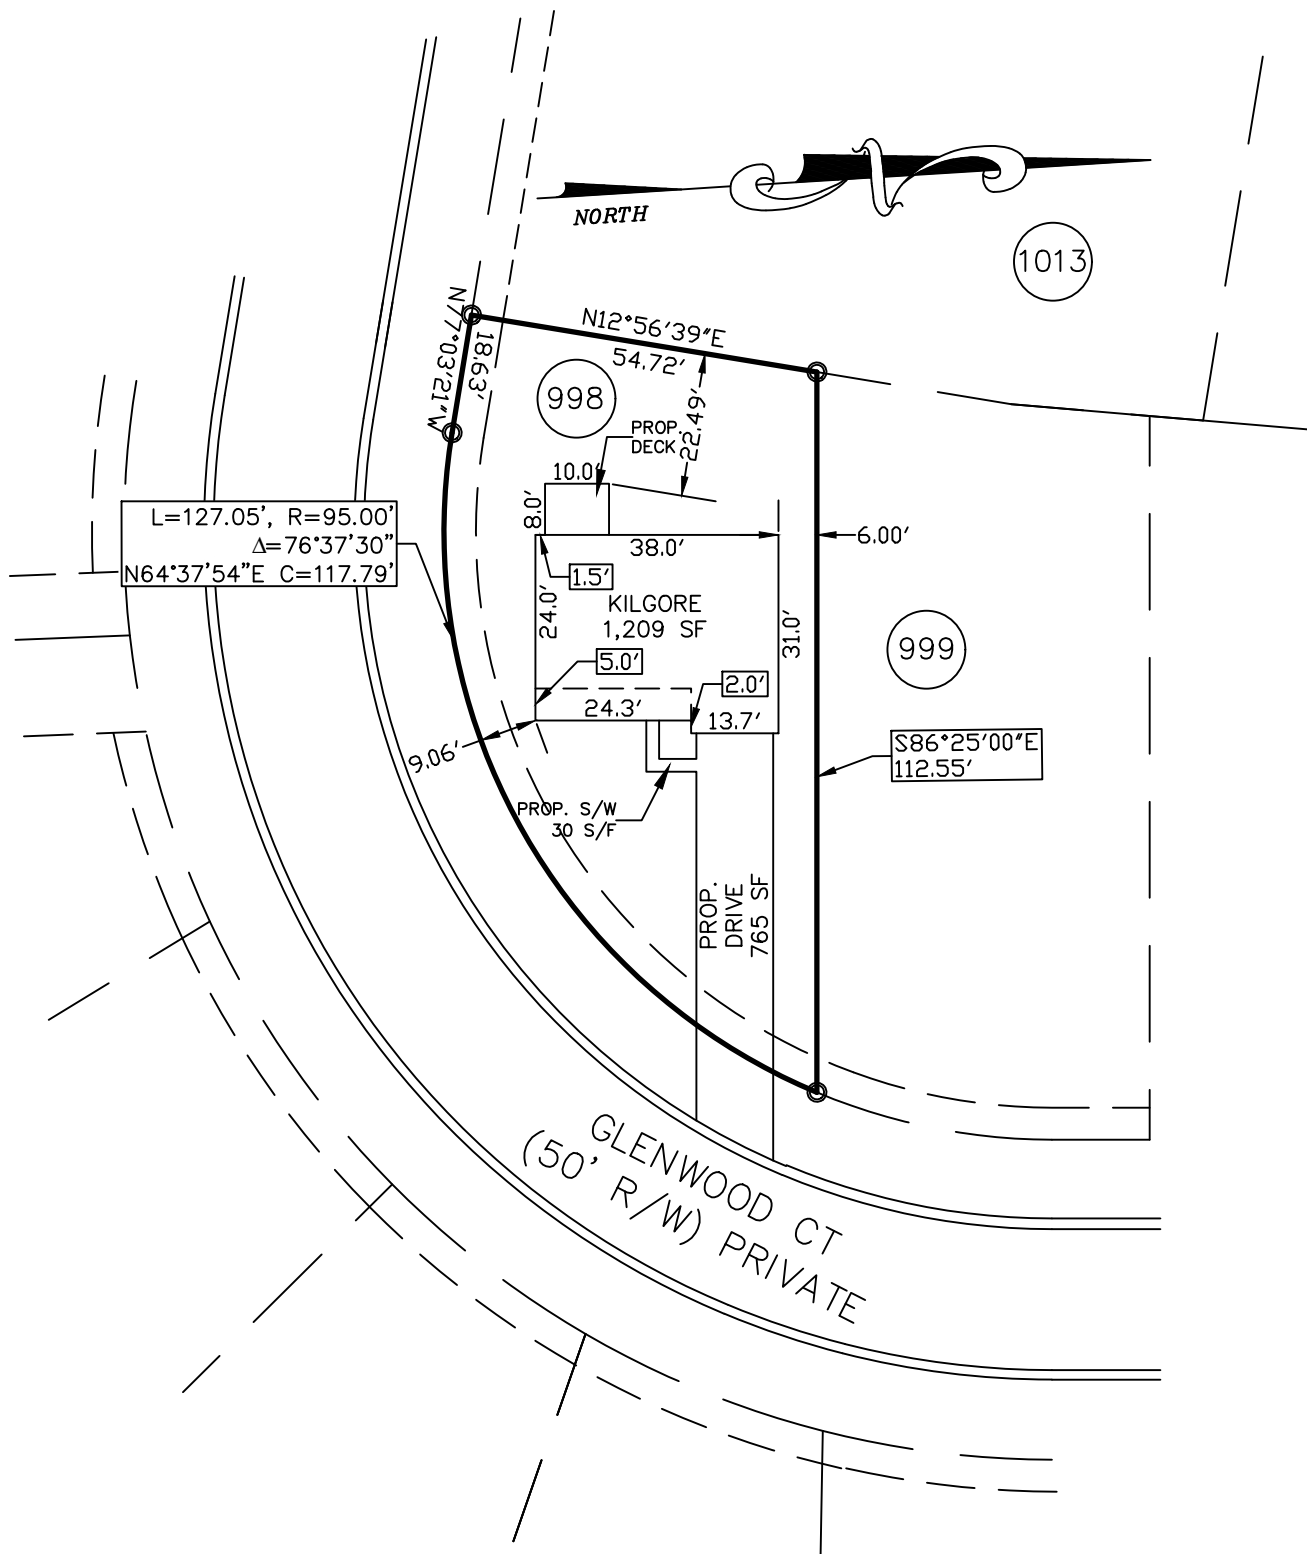 NORTH
1013
N12°56'39"E
54.72'
N77°03'21"W
18.63'
998
22.49'
PROP.
DECK
10.0'
8.0'
L=127.05', R=95.00'
Δ=76°37'30"
N64°37'54"E C=117.79'
38.0'
6.00'
1.5'
24.0'
KILGORE
1,209 SF
31.0'
999
5.0'
2.0'
24.3'
13.7'
9.06'
S86°25'00"E
112.55'
PROP. S/W
30 S/F
PROP.
DRIVE
765 SF
GLENWOOD CT
(50' R/W) PRIVATE